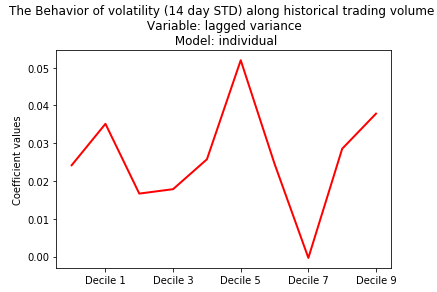 The Behavior of volatility (14 day STD) along historical trading volume
Variable: lagged variance
Model: individual
Coefficient values
0.05
0.04
0.03
0.02
0.01
0.00
Decile 1 Decile 3 Decile 5 Decile 7 Decile 9